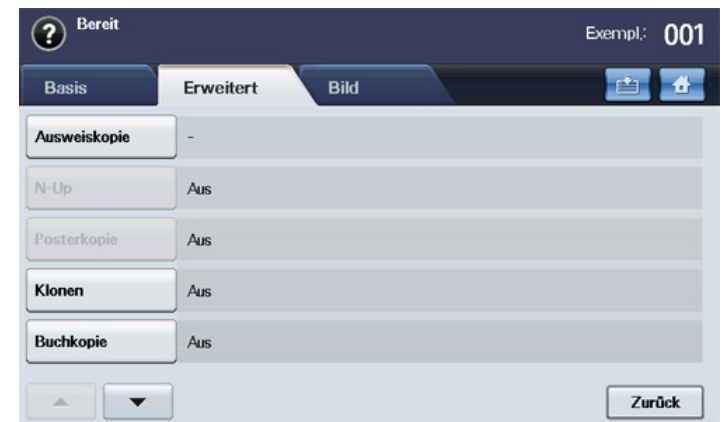 Bereit
Exempl.: 001
Basis Erweitert Bild
Ausweiskopie -
N-Up Aus
Posterkopie Aus
Klonen Aus
Buchkopie Aus
Zurück